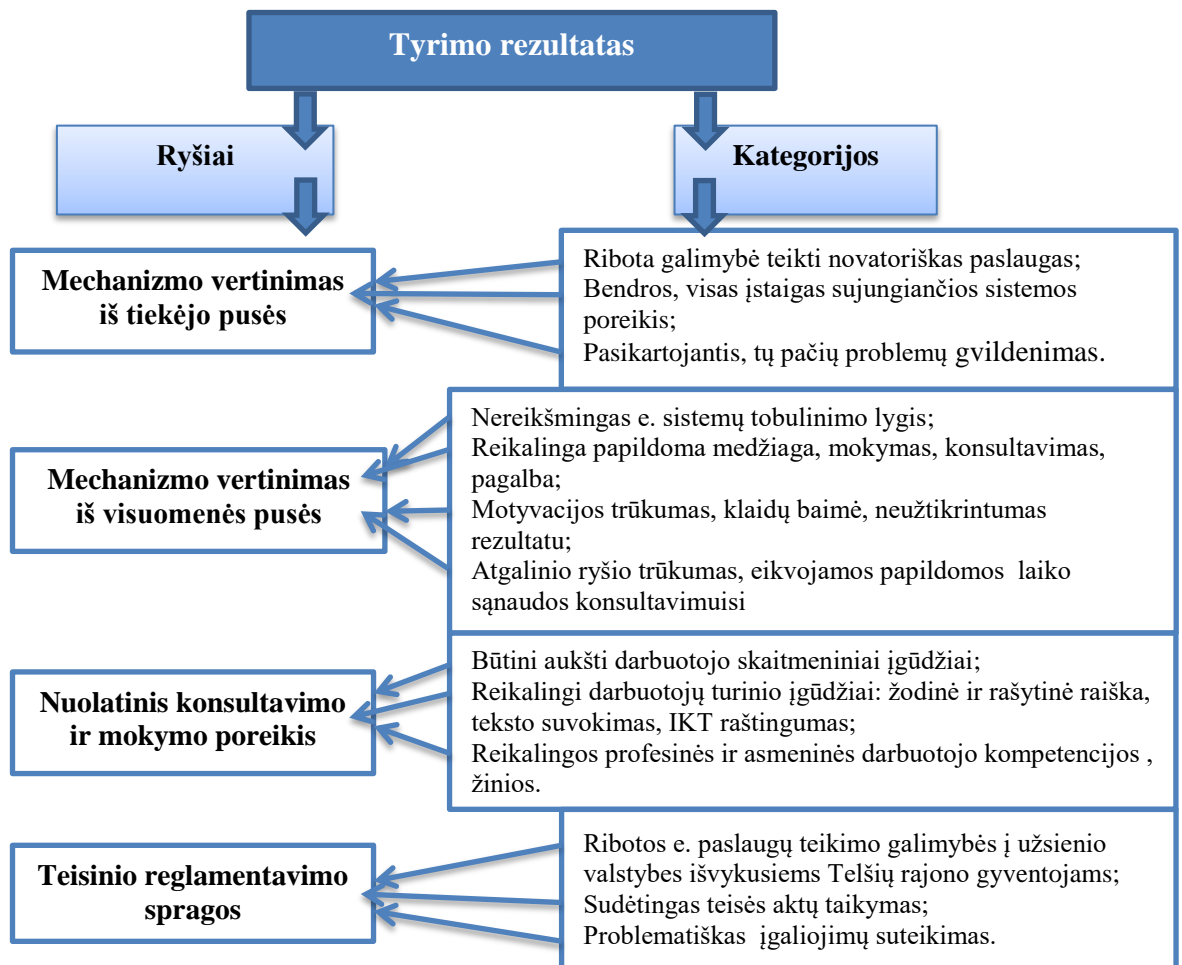 Tyrimo rezultatas
Ryšiai
Kategorijos
Mechanizmo vertinimas
iš tiekėjo pusės
Ribota galimybė teikti novatoriškas paslaugas;
Bendros, visas įstaigas sujungiančios sistemos
poreikis;
Pasikartojantis, tų pačių problemų gvildenimas.
Mechanizmo vertinimas
iš visuomenės pusės
Nereikšmingas e. sistemų tobulinimo lygis;
Reikalinga papildoma medžiaga, mokymas, konsultavimas,
pagalba;
Motyvacijos trūkumas, klaidų baimė, neužtikrintumas
rezultatu;
Atgalinio ryšio trūkumas, eikvojamos papildomos laiko
sąnaudos konsultavimuisi
Nuolatinis konsultavimo
ir mokymo poreikis
Būtini aukšti darbuotojo skaitmeniniai įgūdžiai;
Reikalingi darbuotojų turinio įgūdžiai: žodinė ir rašytinė raiška,
teksto suvokimas, IKT raštingumas;
Reikalingos profesinės ir asmeninės darbuotojo kompetencijos ,
žinios.
Teisinio reglamentavimo
spragos
Ribotos e. paslaugų teikimo galimybės į užsienio
valstybes išvykusiems Telšių rajono gyventojams;
Sudėtingas teisės aktų taikymas;
Problematiškas įgaliojimų suteikimas.